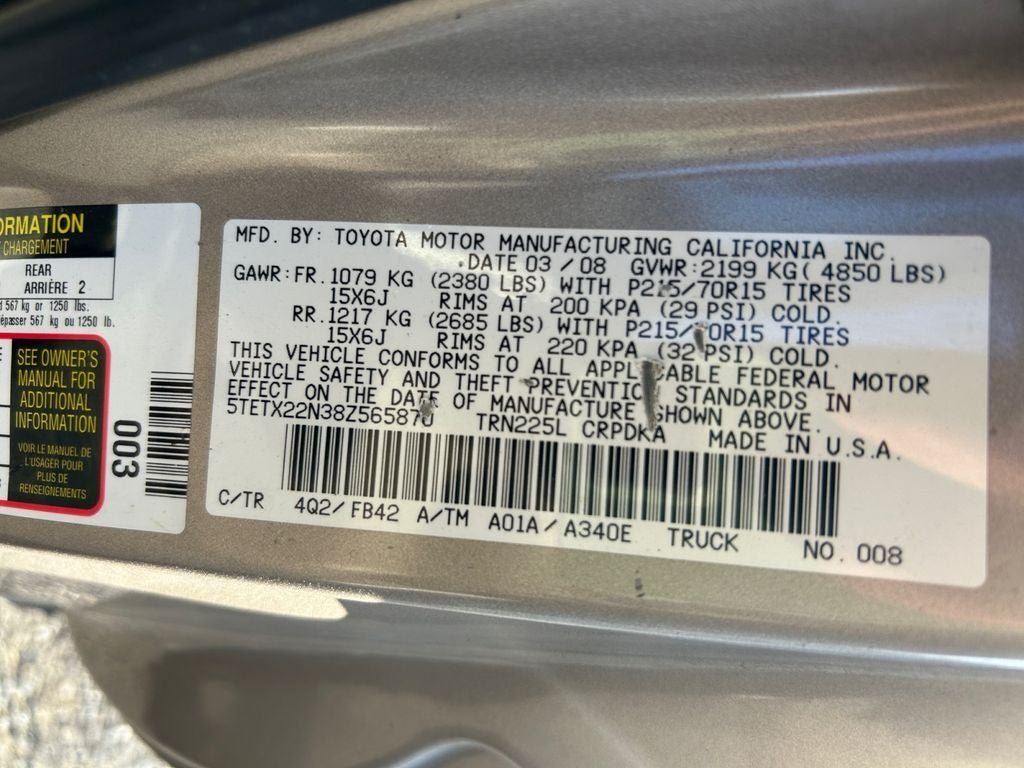 ORMATION
CHARGEMENT
REAR
ARRIÈRE 2
567 kg or 1250 lbs.
567 kg ou 1250 lb.
SEE OWNER'S
MANUAL FOR
ADDITIONAL
INFORMATION
VOIR LE MANUEL DE
L'USAGER POUR
PLUS DE
RENSEIGNEMENTS
003
MFD. BY: TOYOTA MOTOR MANUFACTURING CALIFORNIA INC.
DATE 03/08 GVWR:2199 KG( 4850 LBS)
GAWR:FR.1079 KG (2380 LBS) WITH P215/70R15 TIRES
15X6J RIMS AT 200 KPA (29 PSI) COLD.
RR.1217 KG (2685 LBS) WITH P215/70R15 TIRES
15X6J RIMS AT 220 KPA (32 PSI) COLD.
THIS VEHICLE CONFORMS TO ALL APPLICABLE FEDERAL MOTOR
VEHICLE SAFETY AND THEFT PREVENTION STANDARDS IN
EFFECT ON THE DATE OF MANUFACTURE SHOWN ABOVE.
5TETX22N38Z565870 TRN225L CRPDKA MADE IN U.S.A.
C/TR 4Q2/FB42 A/TM A01A/A340E TRUCK NO. 008